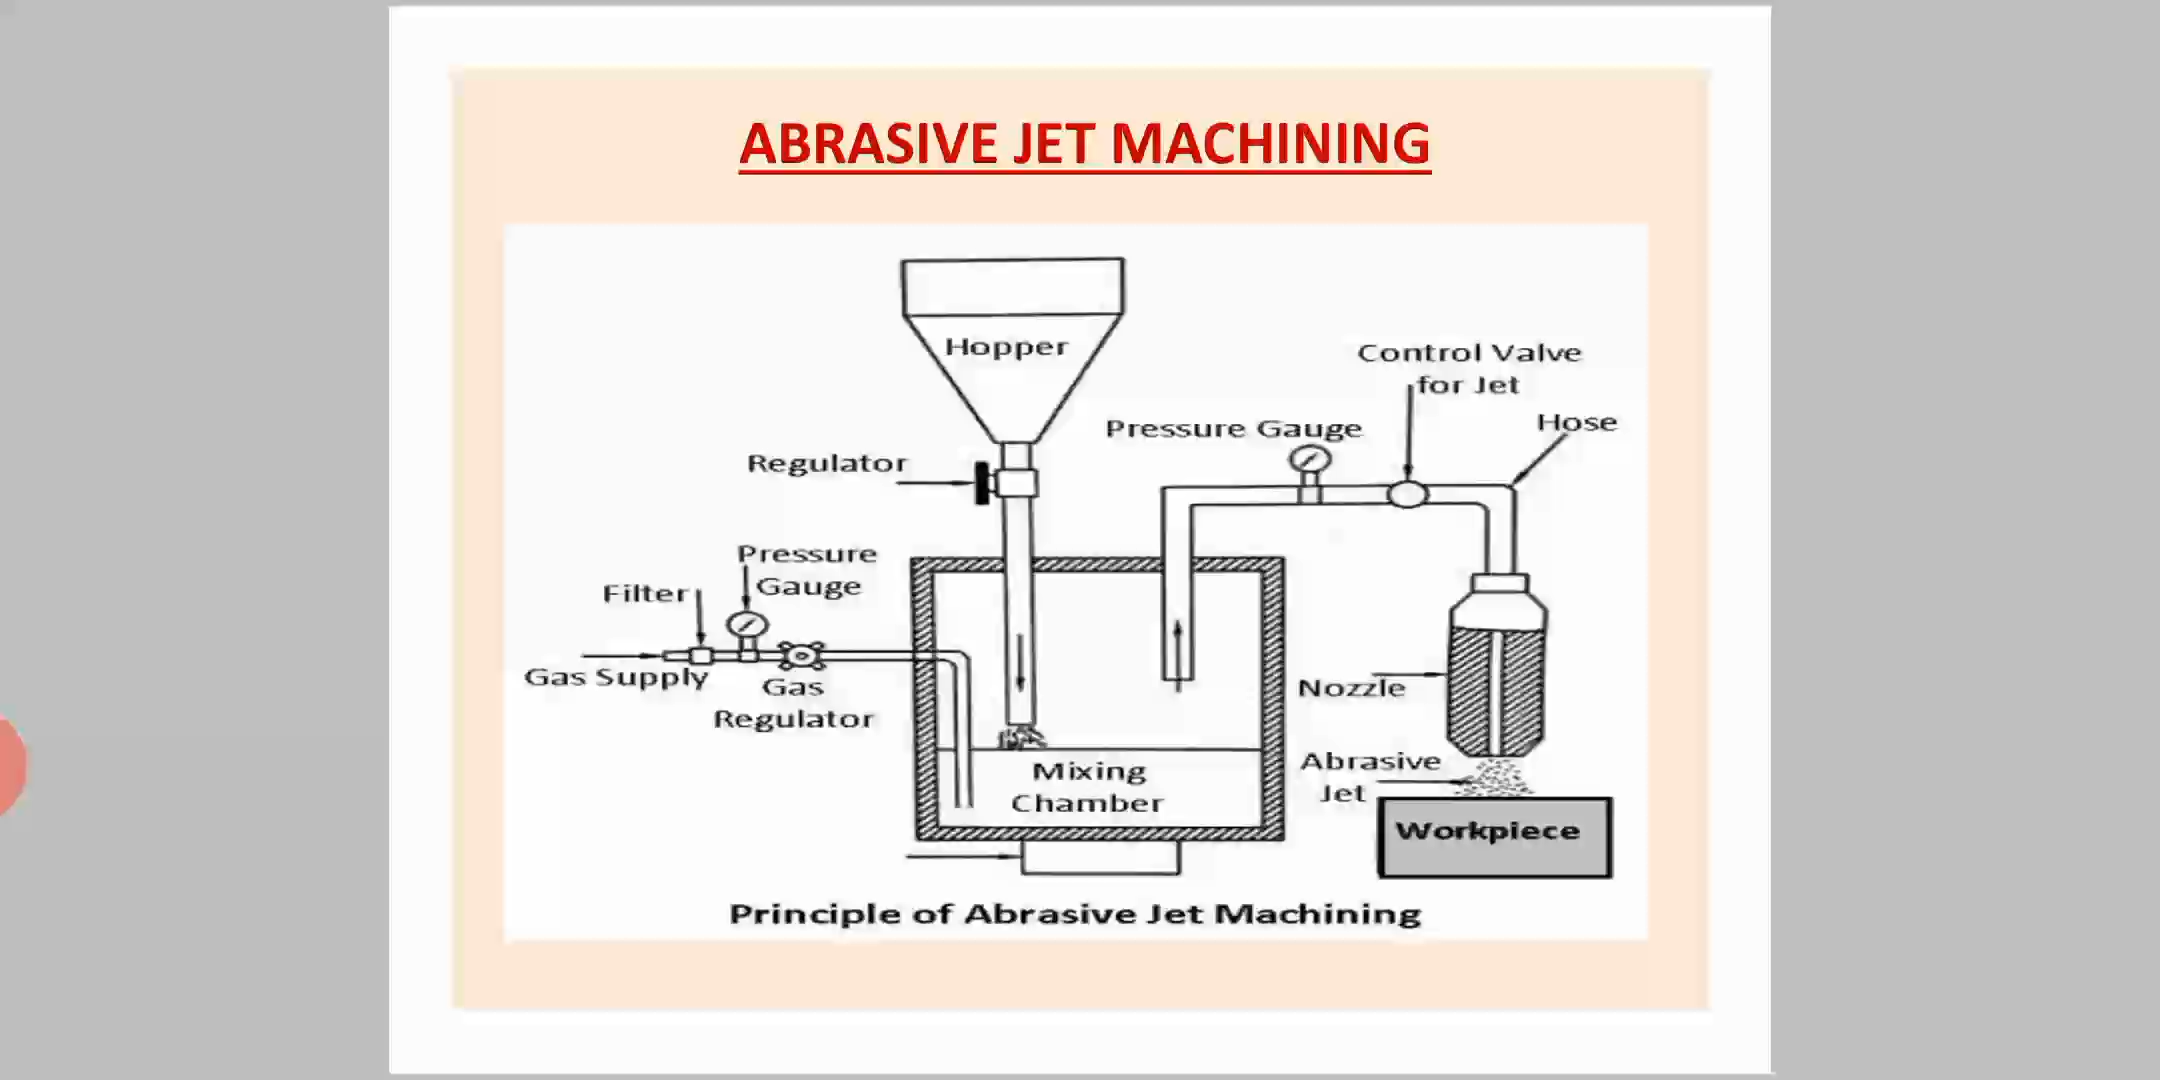 ABRASIVE JET MACHINING
Hopper
Control Valve
for Jet
Hose
Pressure Gauge
Regulator
Pressure
Gauge
Filter
Gas Supply
Gas
Regulator
Nozzle
Mixing
Chamber
Abrasive
Jet
Workpiece
Principle of Abrasive Jet Machining